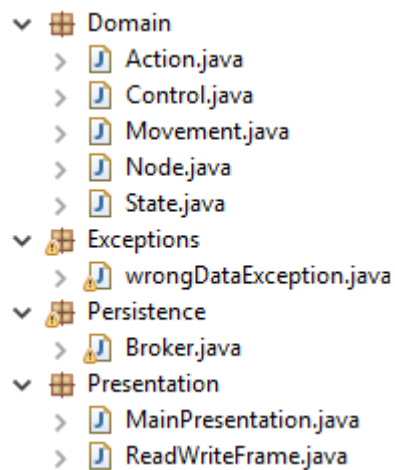 Domain
Action.java
Control.java
Movement.java
Node.java
State.java
Exceptions
wrongDataException.java
Persistence
Broker.java
Presentation
MainPresentation.java
ReadWriteFrame.java